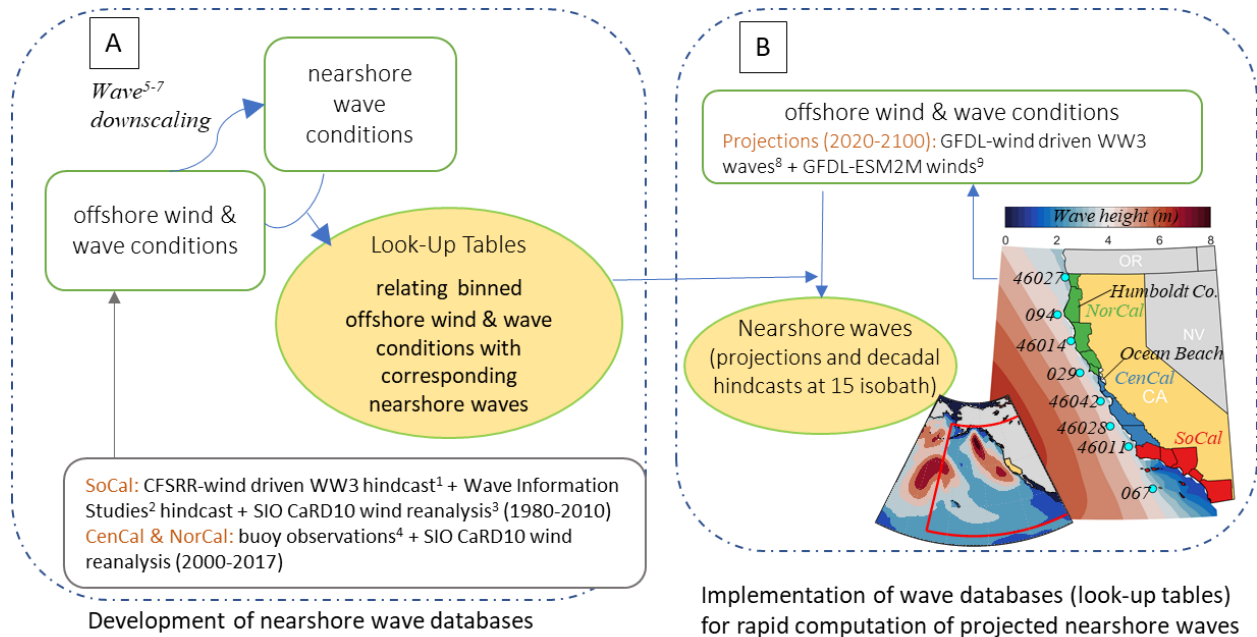 A
Wave⁵⁻⁷
downscaling
nearshore
wave
conditions
offshore wind &
wave conditions
Look-Up Tables
relating binned
offshore wind & wave
conditions with
corresponding
nearshore waves
SoCal: CFSRR-wind driven WW3 hindcast¹ + Wave Information
Studies² hindcast + SIO CaRD10 wind reanalysis³ (1980-2010)
CenCal & NorCal: buoy observations⁴ + SIO CaRD10 wind
reanalysis (2000-2017)
Development of nearshore wave databases
B
offshore wind & wave conditions
Projections (2020-2100): GFDL-wind driven WW3
waves⁸ + GFDL-ESM2M winds⁹
Nearshore waves
(projections and decadal
hindcasts at 15 isobath)
Wave height (m)
0 2 4 6 8
OR
46027
Humboldt Co.
094
NorCal
NV
46014
Ocean Beach
029
CenCal
CA
46042
46028
SoCal
46011
067
Implementation of wave databases (look-up tables)
for rapid computation of projected nearshore waves